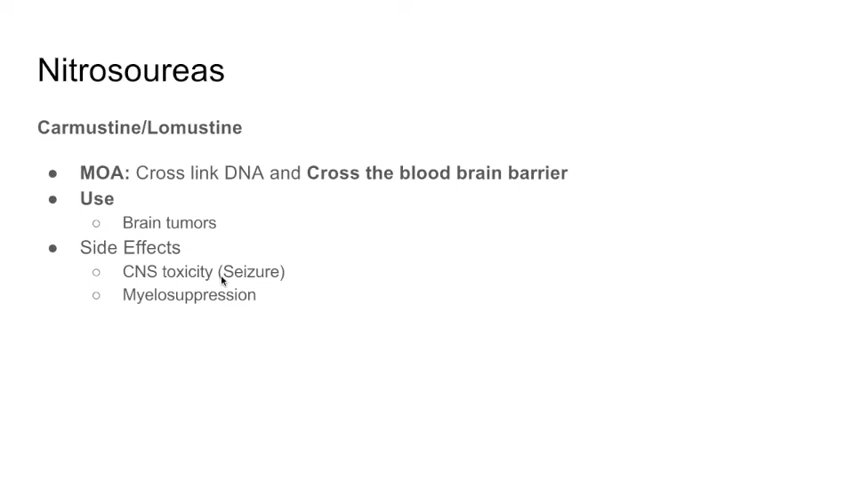 Nitrosoureas
Carmustine/Lomustine
● MOA: Cross link DNA and Cross the blood brain barrier
● Use
○ Brain tumors
● Side Effects
○ CNS toxicity (Seizure)
○ Myelosuppression